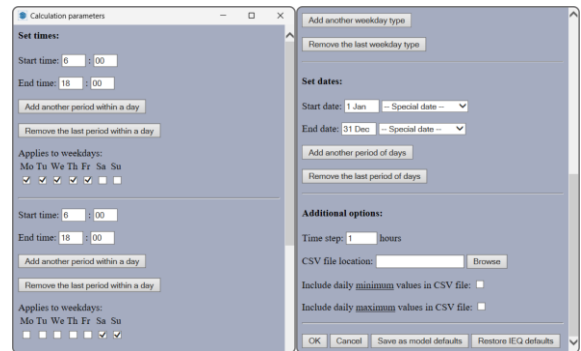 Calculation parameters
Set times:
Start time: 6 : 00
End time: 18 : 00
Add another period within a day
Remove the last period within a day
Applies to weekdays:
Mo Tu We Th Fr Sa Su
Start time: 6 : 00
End time: 18 : 00
Add another period within a day
Remove the last period within a day
Applies to weekdays:
Mo Tu We Th Fr Sa Su
Add another weekday type
Remove the last weekday type
Set dates:
Start date: 1 Jan -- Special date --
End date: 31 Dec -- Special date --
Add another period of days
Remove the last period of days
Additional options:
Time step: 1 hours
CSV file location: Browse
Include daily minimum values in CSV file:
Include daily maximum values in CSV file:
OK Cancel Save as model defaults Restore IEQ defaults